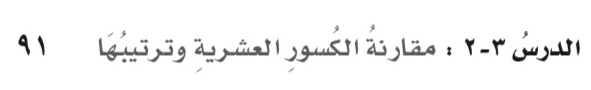 الدرسُ ٣-٢ : مقارنةُ الكُسورِ العشريةِ وترتيبُهَا ٩١